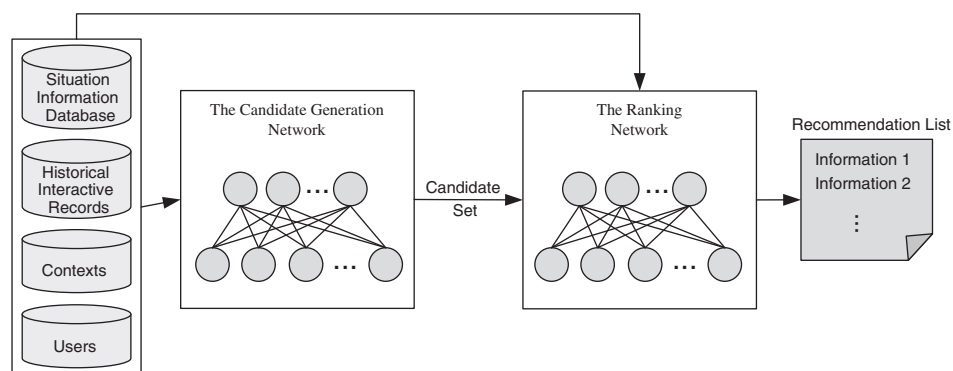 Situation
Information
Database
Historical
Interactive
Records
Contexts
Users
The Candidate Generation
Network
...
...
Candidate
Set
The Ranking
Network
...
...
Recommendation List
Information 1
Information 2
⋮